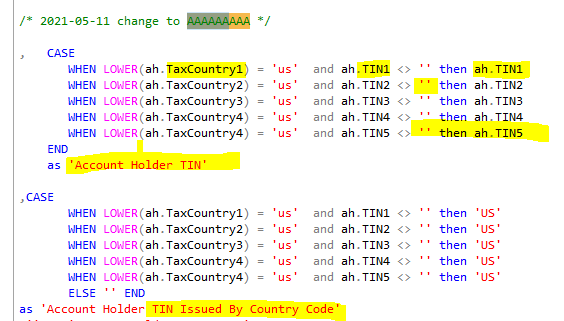 /* 2021-05-11 change to AAAAAAAAA */
, CASE
WHEN LOWER(ah.TaxCountry1) = 'us' and ah.TIN1 <> '' then ah.TIN1
WHEN LOWER(ah.TaxCountry2) = 'us' and ah.TIN2 <> '' then ah.TIN2
WHEN LOWER(ah.TaxCountry3) = 'us' and ah.TIN3 <> '' then ah.TIN3
WHEN LOWER(ah.TaxCountry4) = 'us' and ah.TIN4 <> '' then ah.TIN4
WHEN LOWER(ah.TaxCountry4) = 'us' and ah.TIN5 <> '' then ah.TIN5
END
as 'Account Holder TIN'
,CASE
WHEN LOWER(ah.TaxCountry1) = 'us' and ah.TIN1 <> '' then 'US'
WHEN LOWER(ah.TaxCountry2) = 'us' and ah.TIN2 <> '' then 'US'
WHEN LOWER(ah.TaxCountry3) = 'us' and ah.TIN3 <> '' then 'US'
WHEN LOWER(ah.TaxCountry4) = 'us' and ah.TIN4 <> '' then 'US'
WHEN LOWER(ah.TaxCountry4) = 'us' and ah.TIN5 <> '' then 'US'
ELSE '' END
as 'Account Holder TIN Issued By Country Code'